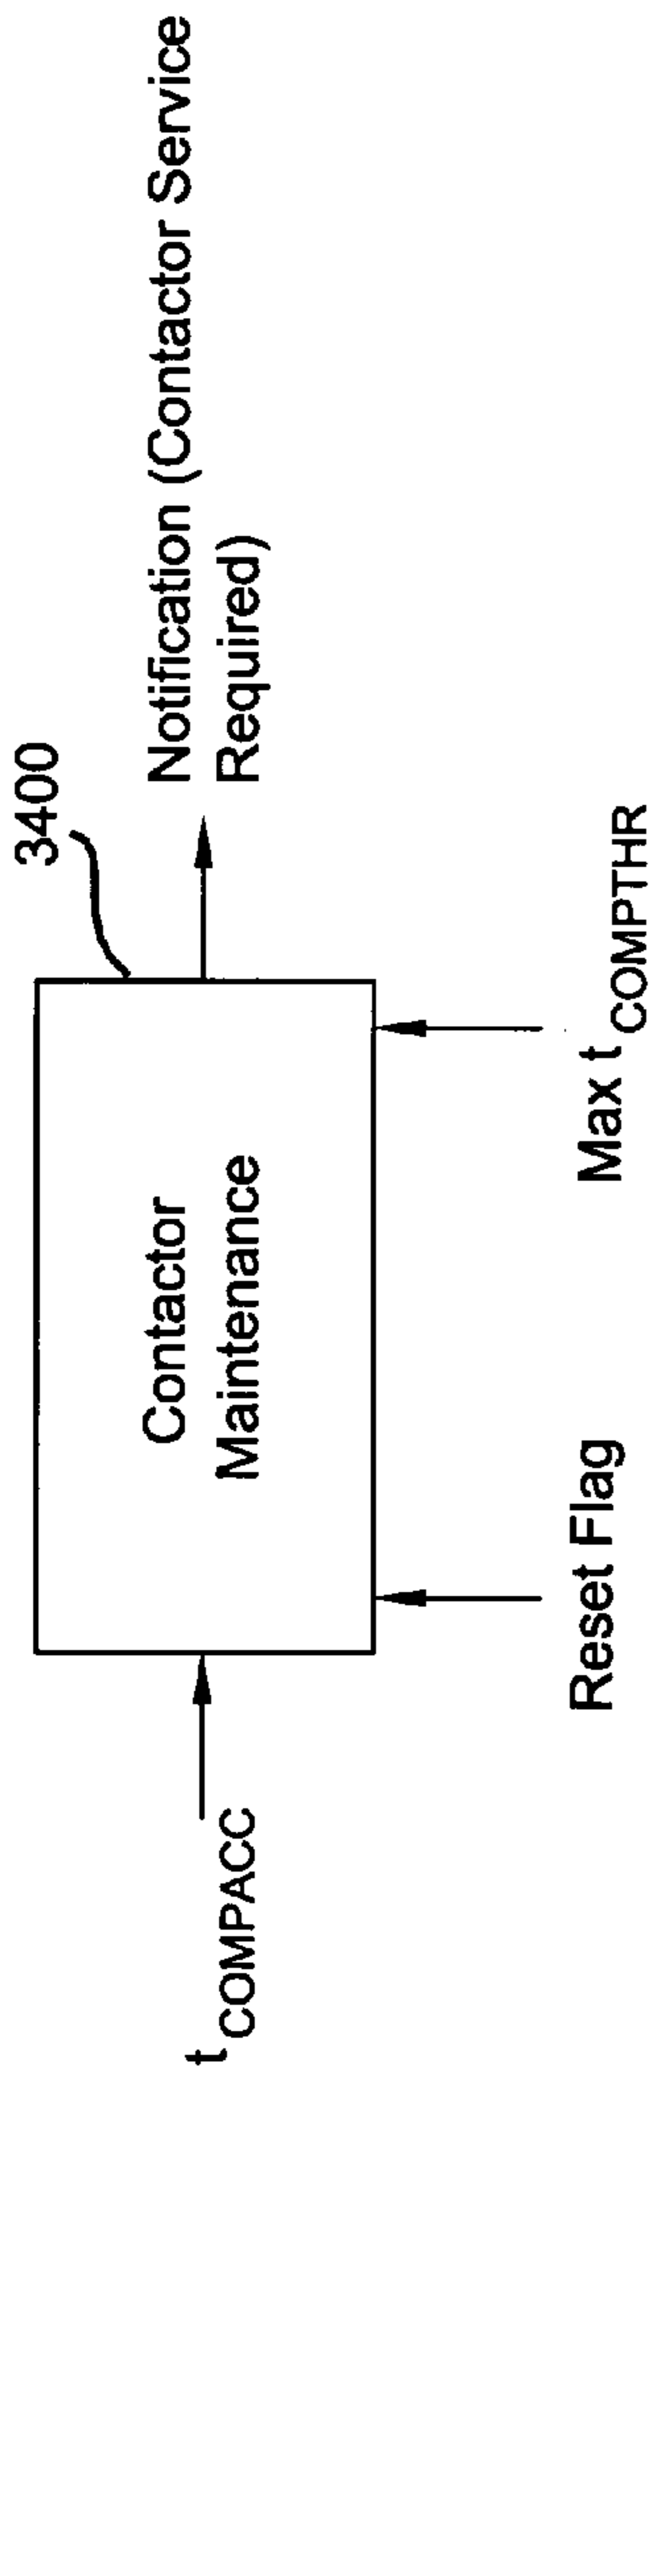 3400
t COMPACC
Contactor
Maintenance
Notification (Contactor Service
Required)
Reset Flag
Max t COMPTHR